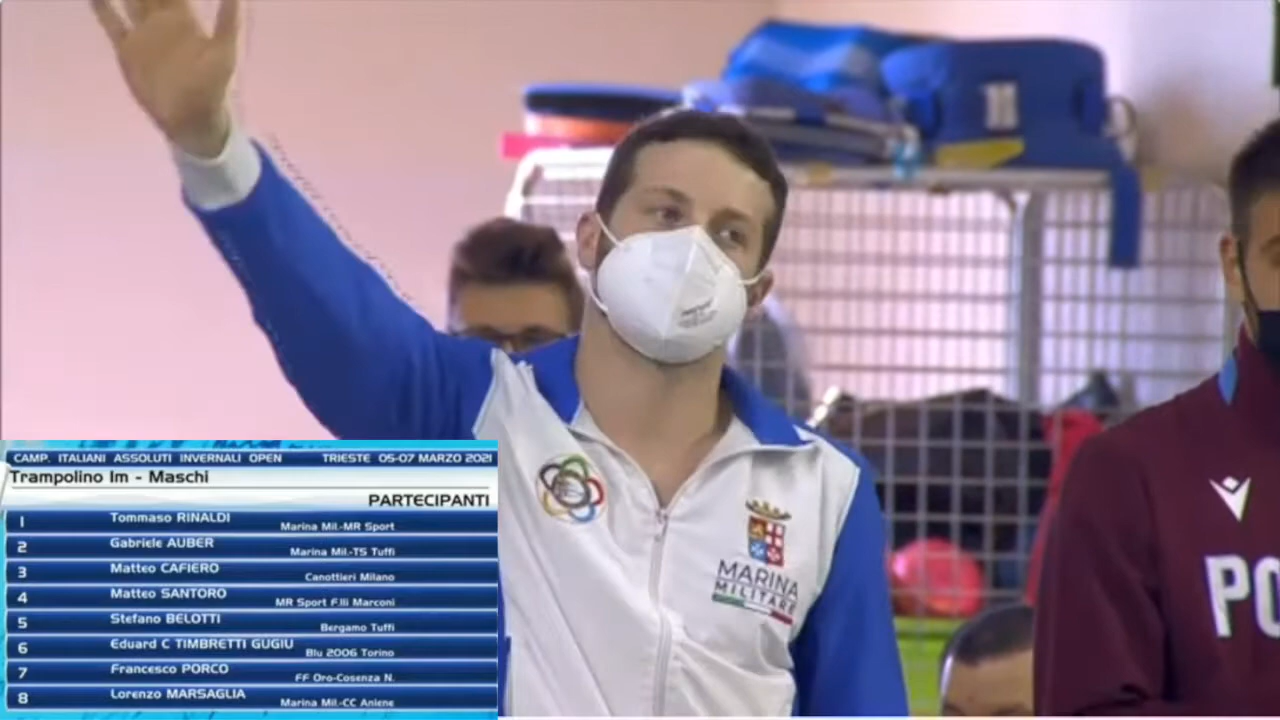 MARINA
MILITARE
PO
CAMP. ITALIANI ASSOLUTI INVERNALI OPEN TRIESTE 05-07 MARZO 2021
Trampolino 1m - Maschi
PARTECIPANTI
1 Tommaso RINALDI Marina Mil.-MR Sport
2 Gabriele AUBER Marina Mil.-TS Tuffi
3 Matteo CAFIERO Canottieri Milano
4 Matteo SANTORO MR Sport F.lli Marconi
5 Stefano BELOTTI Bergamo Tuffi
6 Eduard C TIMBRETTI GUGIU Blu 2006 Torino
7 Francesco PORCO FF Oro-Cosenza N.
8 Lorenzo MARSAGLIA Marina Mil.-CC Aniene